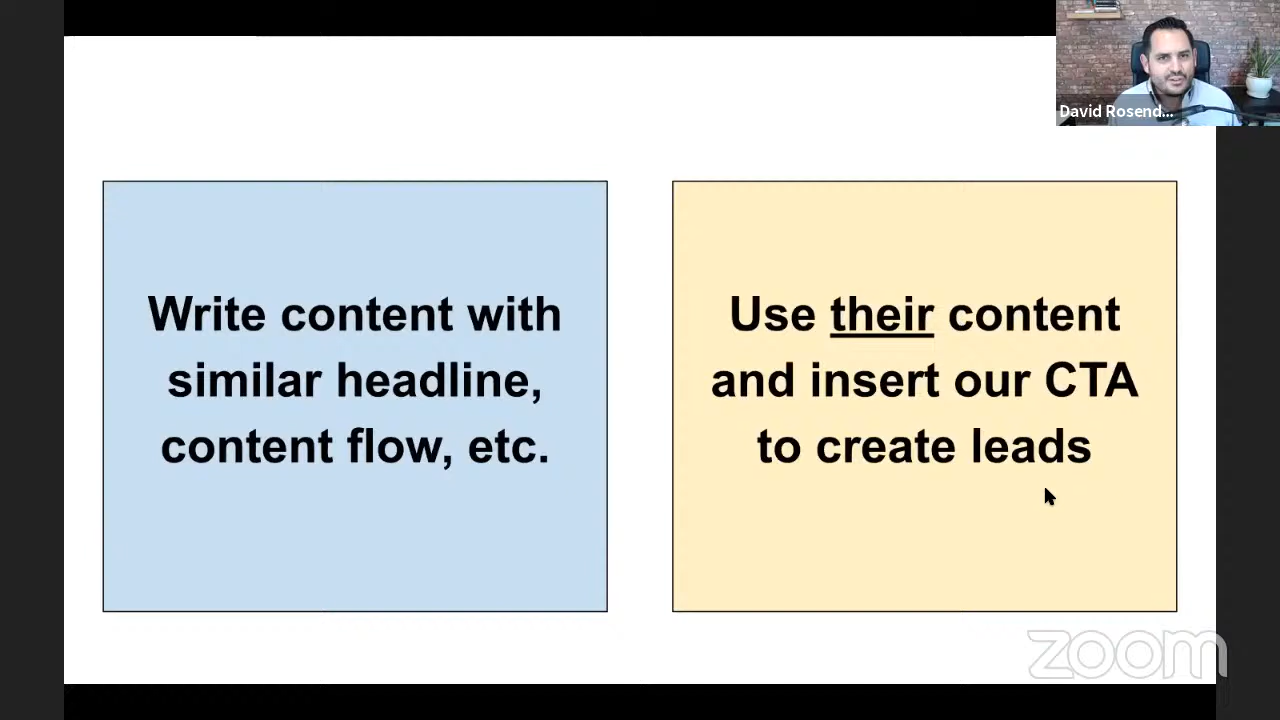 David Rosend...
Write content with
similar headline,
content flow, etc.
Use their content
and insert our CTA
to create leads
zoom